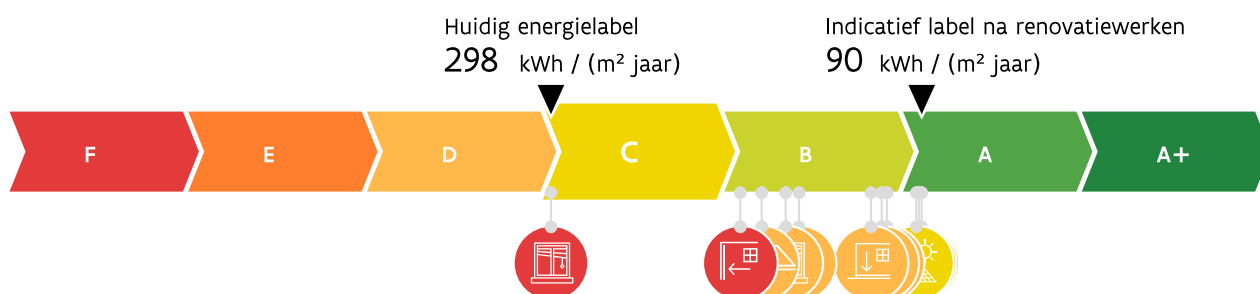 Huidig energielabel
298 kWh / (m² jaar)
Indicatief label na renovatiewerken
90 kWh / (m² jaar)
F E D C B A A+